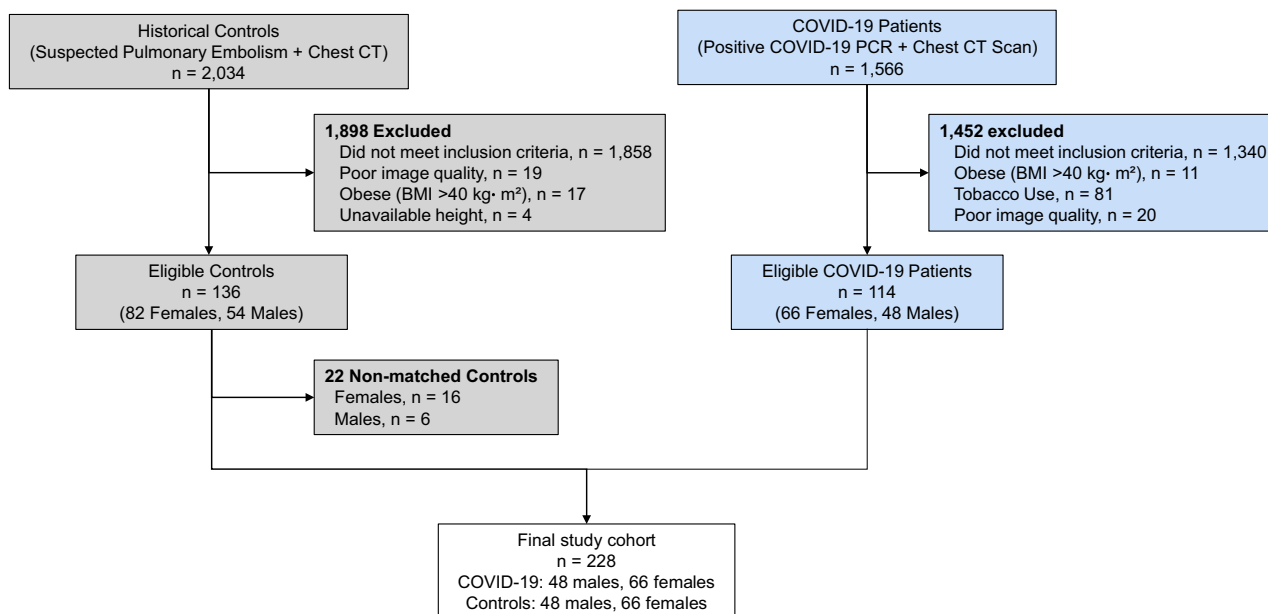 Historical Controls
(Suspected Pulmonary Embolism + Chest CT)
n = 2,034
COVID-19 Patients
(Positive COVID-19 PCR + Chest CT Scan)
n = 1,566
1,898 Excluded
Did not meet inclusion criteria, n = 1,858
Poor image quality, n = 19
Obese (BMI >40 kg· m²), n = 17
Unavailable height, n = 4
1,452 excluded
Did not meet inclusion criteria, n = 1,340
Obese (BMI >40 kg· m²), n = 11
Tobacco Use, n = 81
Poor image quality, n = 20
Eligible Controls
n = 136
(82 Females, 54 Males)
Eligible COVID-19 Patients
n = 114
(66 Females, 48 Males)
22 Non-matched Controls
Females, n = 16
Males, n = 6
Final study cohort
n = 228
COVID-19: 48 males, 66 females
Controls: 48 males, 66 females